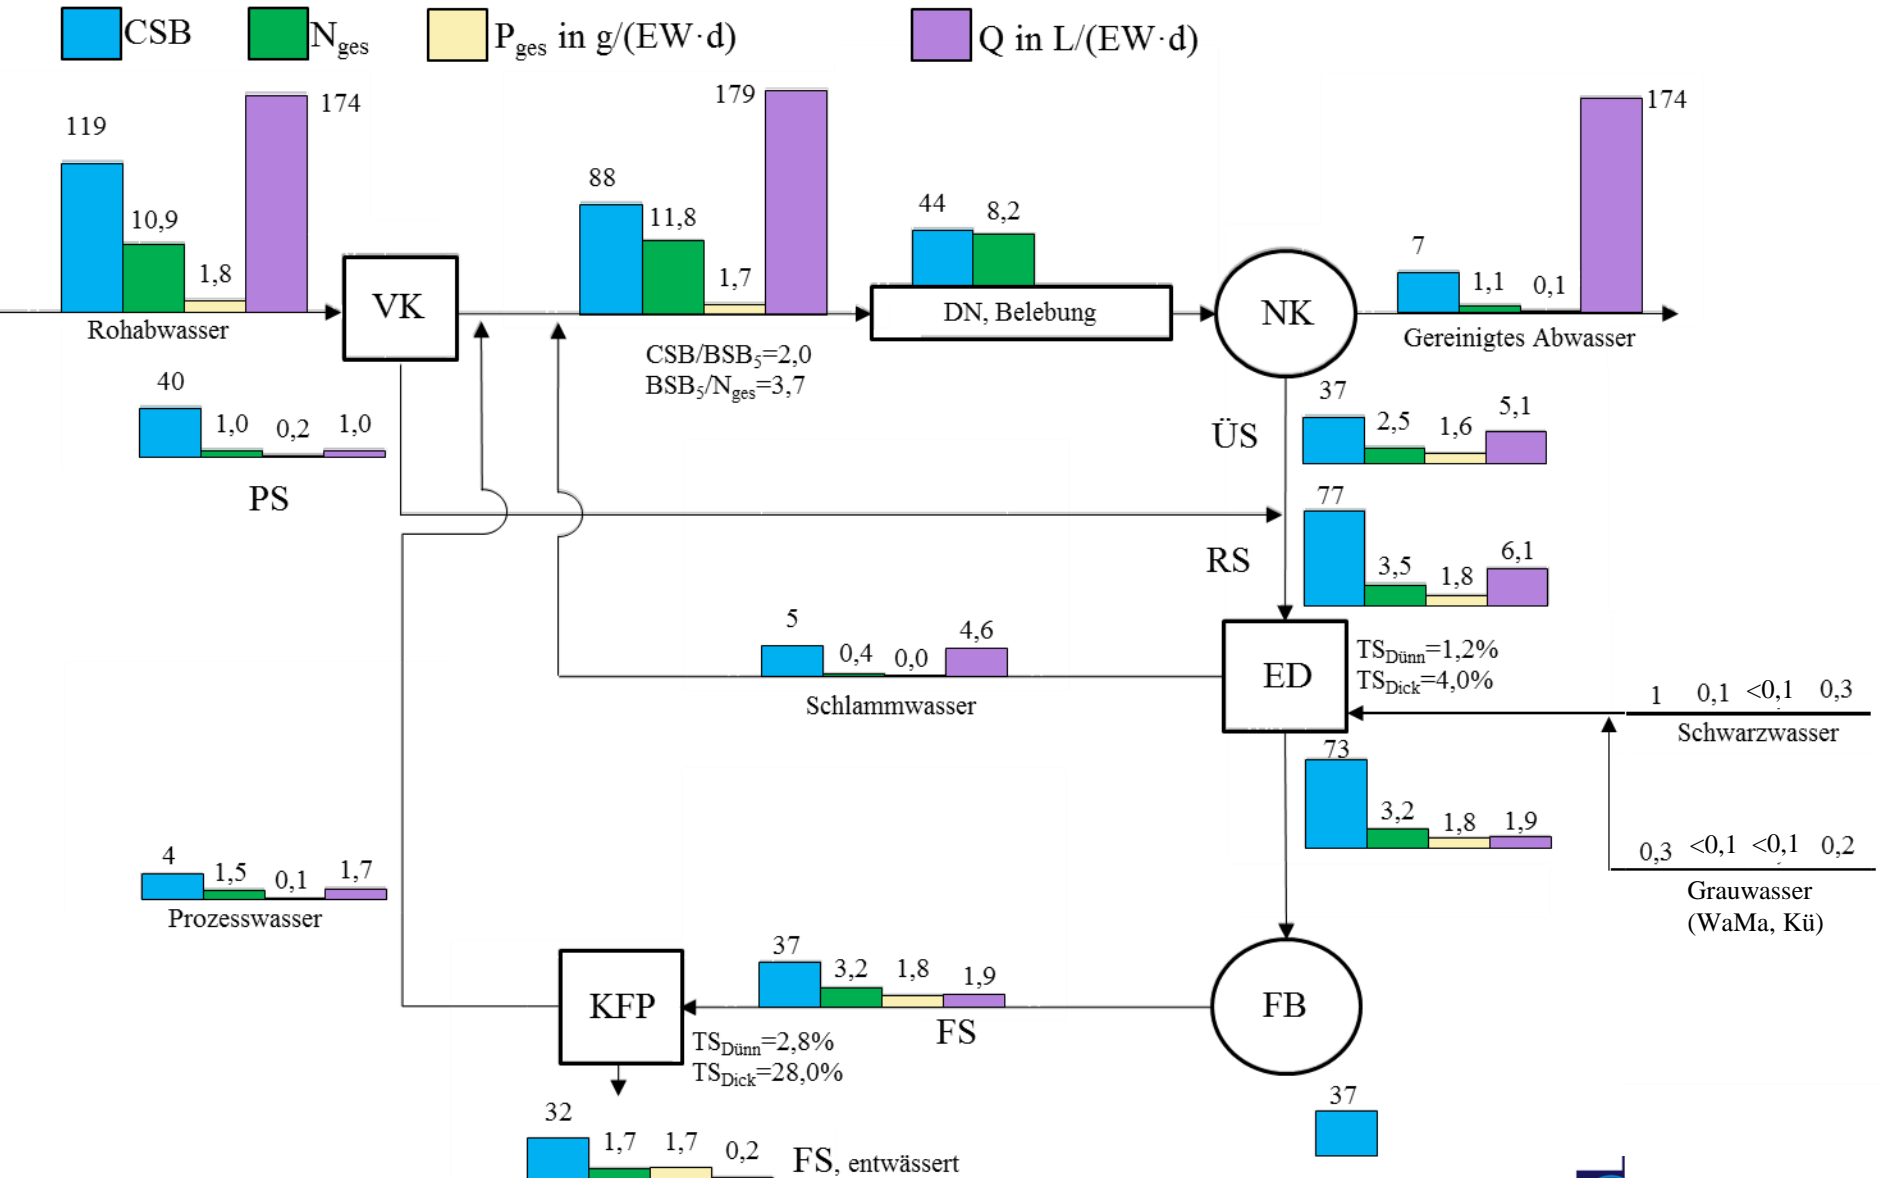 CSB
N_ges
P_ges in g/(EW·d)
Q in L/(EW·d)
119
10,9
1,8
174
Rohabwasser
VK
88
11,8
1,7
179
CSB/BSB₅=2,0
BSB₅/N_ges=3,7
44
8,2
DN, Belebung
NK
7
1,1
0,1
174
Gereinigtes Abwasser
40
1,0
0,2
1,0
PS
ÜS
37
2,5
1,6
5,1
RS
77
3,5
1,8
6,1
5
0,4
0,0
4,6
Schlammwasser
ED
TS_Dünn=1,2%
TS_Dick=4,0%
1
0,1
<0,1
0,3
Schwarzwasser
73
3,2
1,8
1,9
0,3
<0,1
<0,1
0,2
Grauwasser
(WaMa, Kü)
4
1,5
0,1
1,7
Prozesswasser
KFP
37
3,2
1,8
1,9
FS
TS_Dünn=2,8%
TS_Dick=28,0%
FB
37
32
1,7
1,7
0,2
FS, entwässert